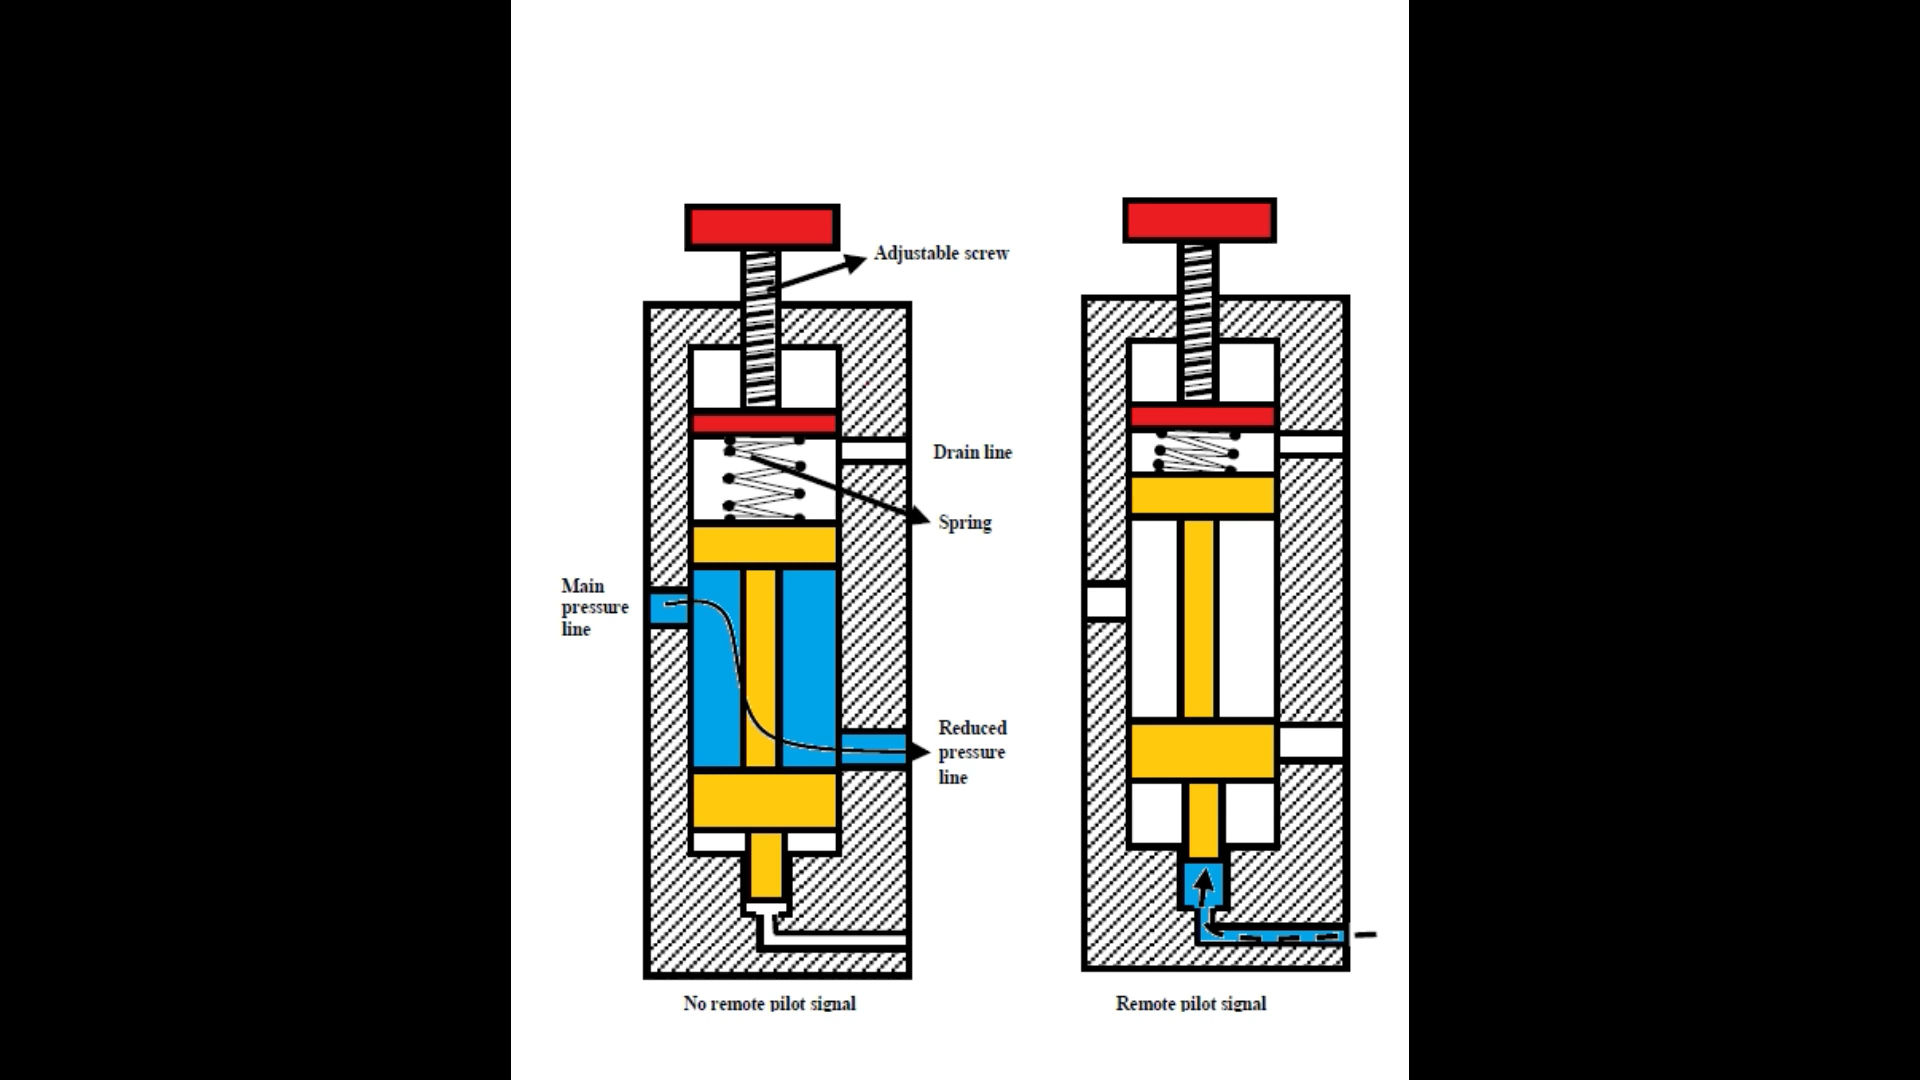 Adjustable screw
Drain line
Spring
Main
pressure
line
Reduced
pressure
line
No remote pilot signal
Remote pilot signal